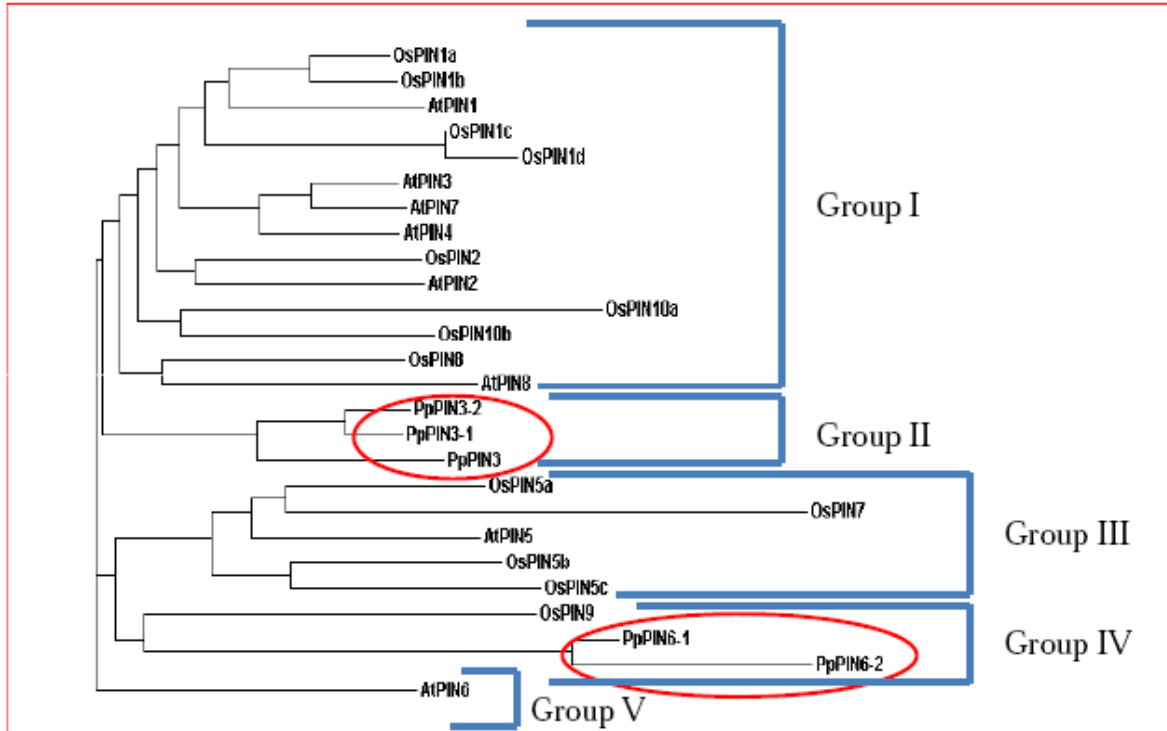 OsPIN1a
OsPIN1b
AtPIN1
OsPIN1c
OsPIN1d
AtPIN3
AtPIN7
AtPIN4
OsPIN2
AtPIN2
OsPIN10a
OsPIN10b
OsPIN8
AtPIN8
Group I
PpPIN3-2
PpPIN3-1
PpPIN3
Group II
OsPIN5a
OsPIN7
AtPIN5
OsPIN5b
OsPIN5c
Group III
OsPIN9
PpPIN6-1
PpPIN6-2
Group IV
AtPIN6
Group V